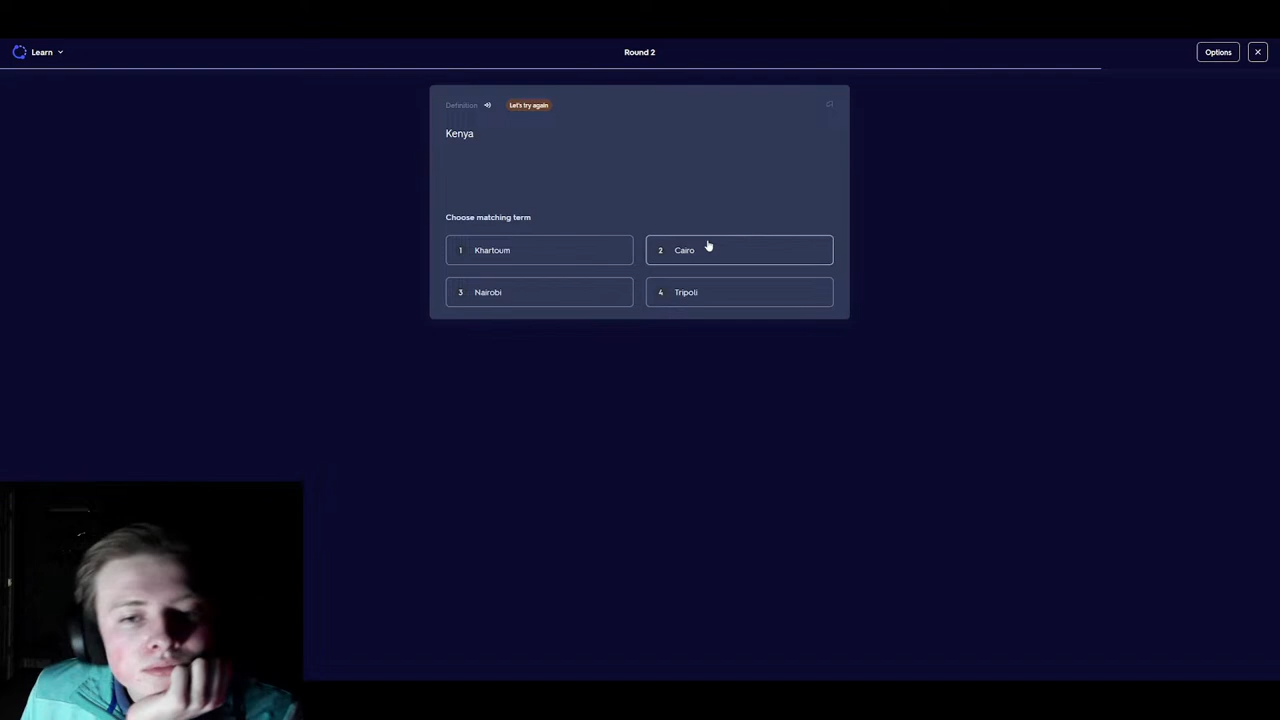 Learn
Round 2
Options
Definition
Let's try again
Kenya
Choose matching term
1 Khartoum
2 Cairo
3 Nairobi
4 Tripoli